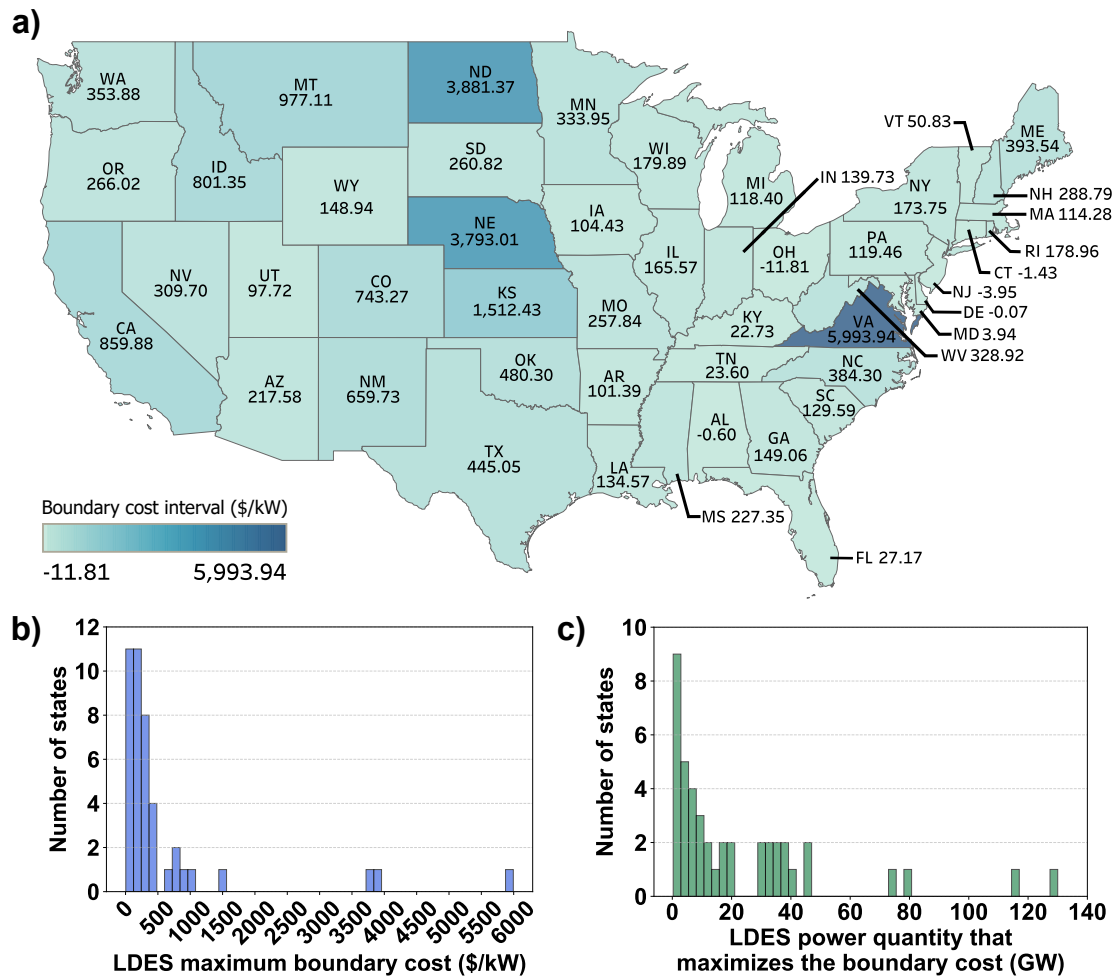 a)
WA
353.88
MT
977.11
ND
3,881.37
MN
333.95
VT 50.83
ME
393.54
OR
266.02
ID
801.35
SD
260.82
WI
179.89
IN 139.73
WY
148.94
MI
118.40
NY
173.75
NH 288.79
MA 114.28
NE
3,793.01
IA
104.43
PA
119.46
RI 178.96
NV
309.70
UT
97.72
CO
743.27
IL
165.57
OH
-11.81
CT -1.43
NJ -3.95
KS
1,512.43
MO
257.84
DE -0.07
CA
859.88
KY
22.73
VA
5,993.94
MD 3.94
WV 328.92
OK
480.30
TN
23.60
NC
384.30
AZ
217.58
NM
659.73
AR
101.39
SC
129.59
AL
-0.60
GA
149.06
TX
445.05
LA
134.57
MS 227.35
FL 27.17
Boundary cost interval ($/kW)
-11.81 5,993.94
b)
Number of states
12
10
8
6
4
2
0
0 500 1000 1500 2000 2500 3000 3500 4000 4500 5000 5500 6000
LDES maximum boundary cost ($/kW)
c)
Number of states
10
8
6
4
2
0
0 20 40 60 80 100 120 140
LDES power quantity that
maximizes the boundary cost (GW)